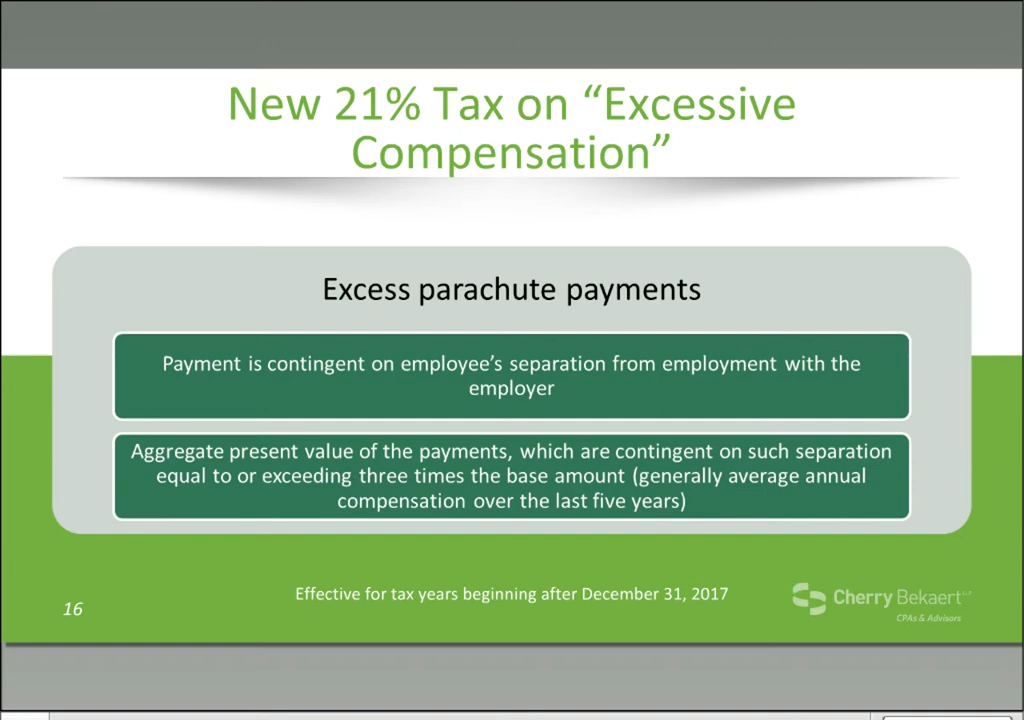 New 21% Tax on “Excessive
Compensation”
Excess parachute payments
Payment is contingent on employee’s separation from employment with the
employer
Aggregate present value of the payments, which are contingent on such separation
equal to or exceeding three times the base amount (generally average annual
compensation over the last five years)
Effective for tax years beginning after December 31, 2017
16
Cherry Bekaert LLP
CPAs & Advisors